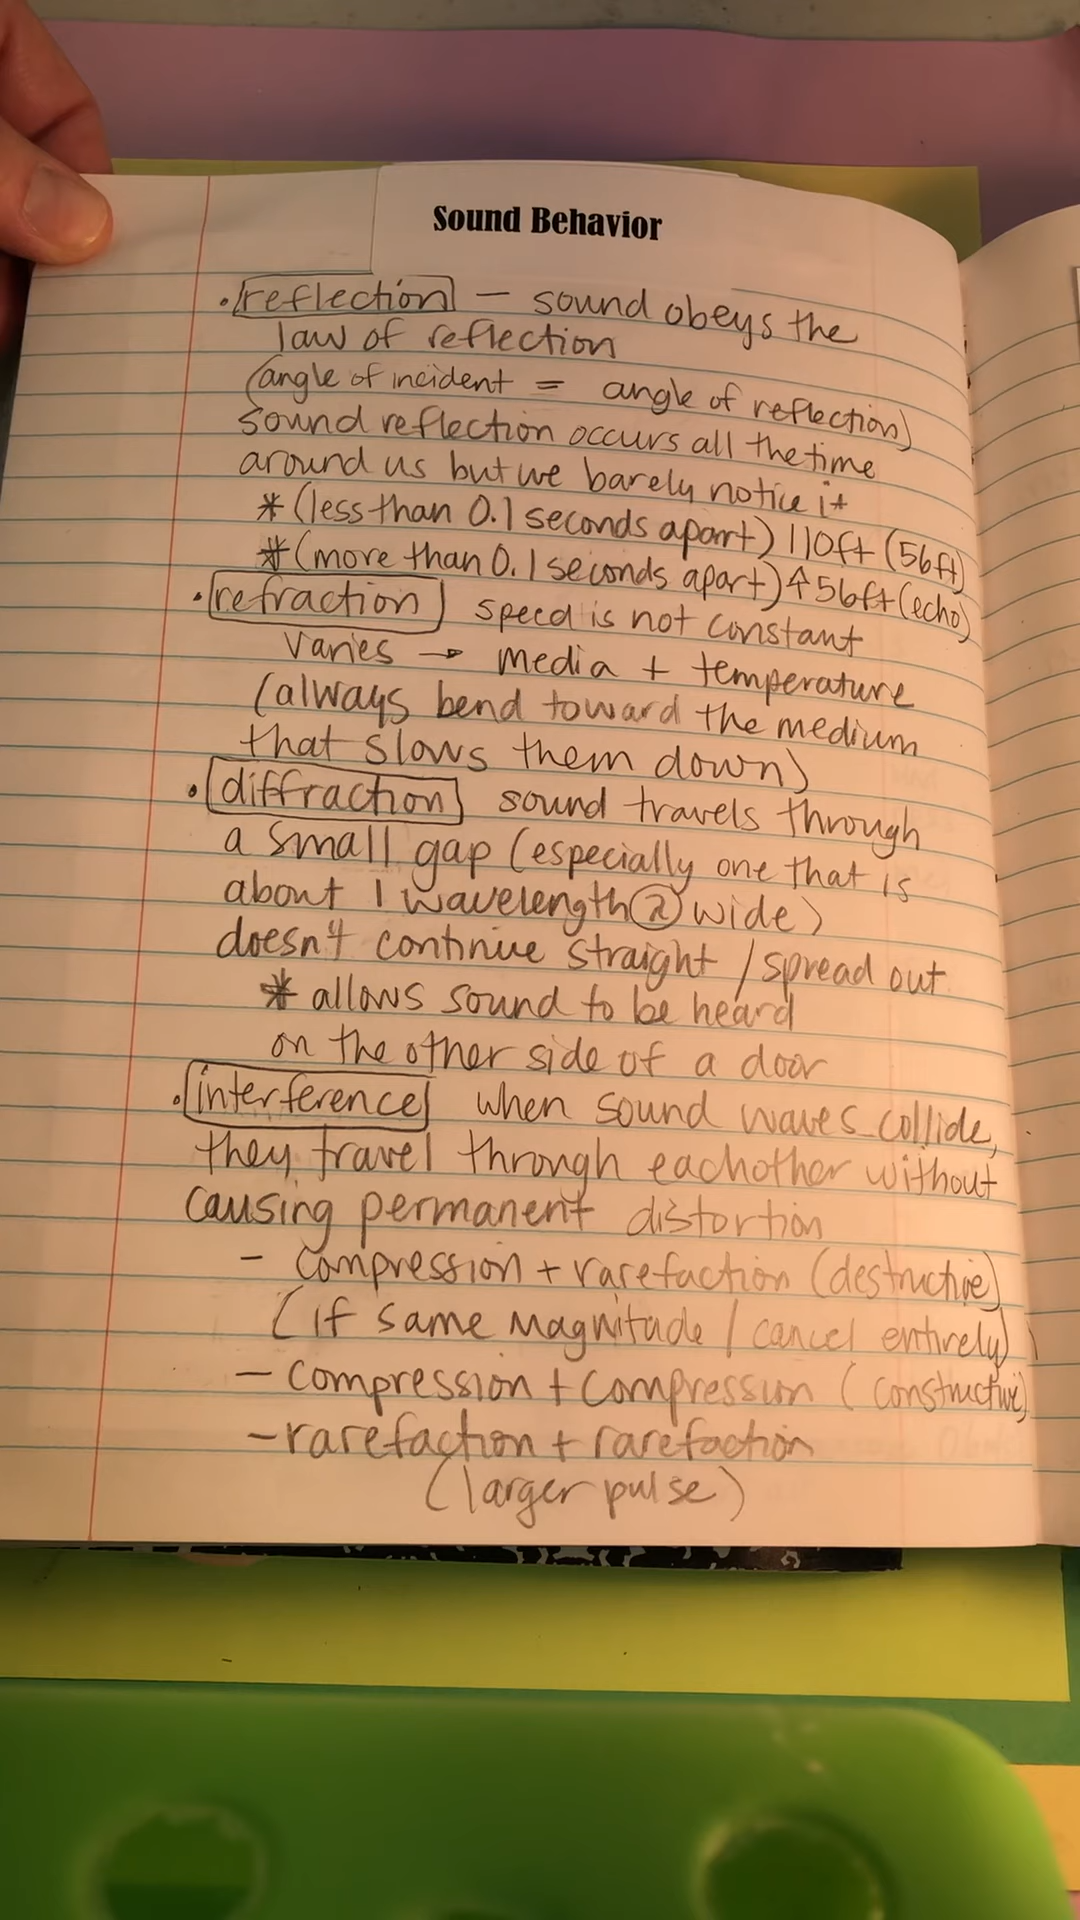 Sound Behavior
• reflection – sound obeys the
law of reflection
(angle of incident = angle of reflection)
sound reflection occurs all the time
around us but we barely notice it
* (less than 0.1 seconds apart) 110ft (56ft)
* (more than 0.1 seconds apart) ↑56ft (echo)
• refraction speed is not constant
varies → media + temperature
(always bend toward the medium
that slows them down)
• diffraction sound travels through
a small gap (especially one that is
about 1 wavelength λ wide)
doesn't continue straight / spread out
* allows sound to be heard
on the other side of a door
• interference when sound waves collide,
they travel through eachother without
causing permanent distortion
- compression + rarefaction (destructive)
(if same magnitude / cancel entirely)
- compression + compression (constructive)
- rarefaction + rarefaction
(larger pulse)